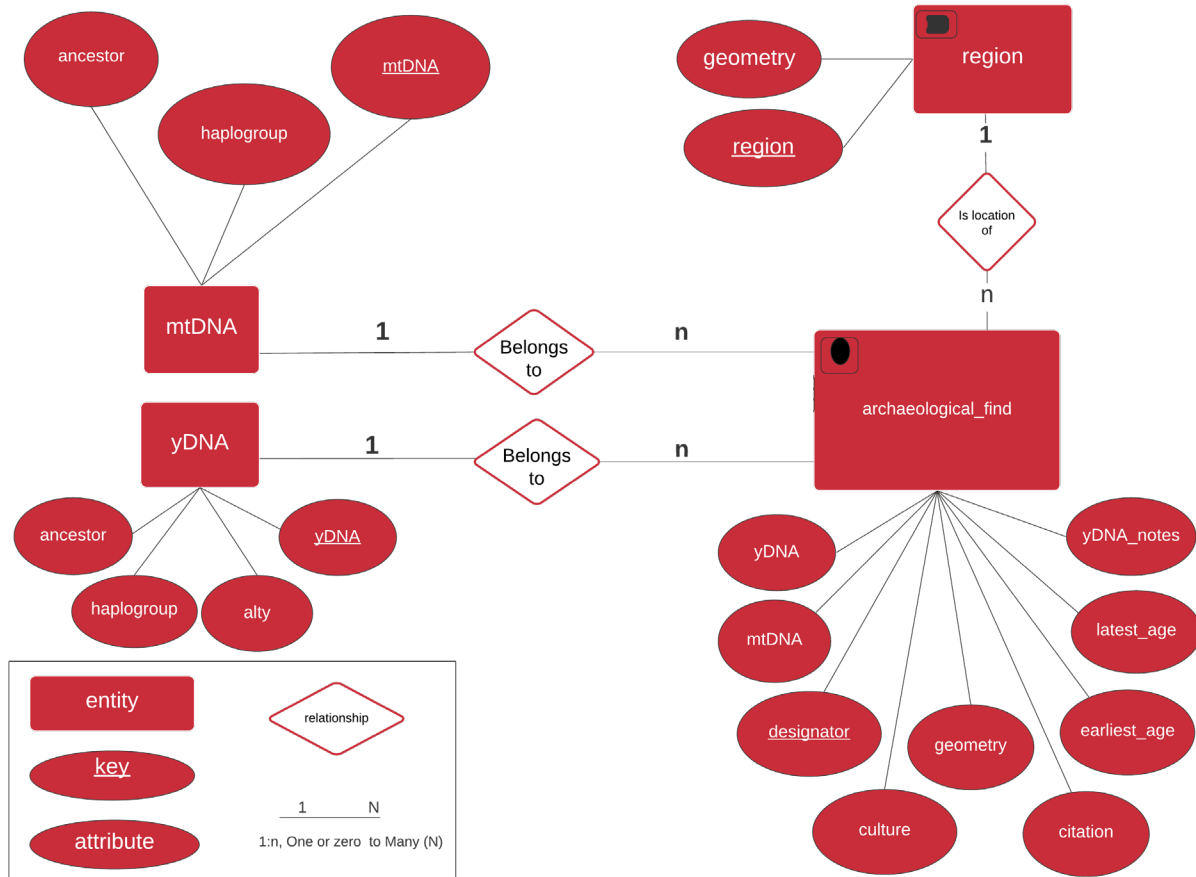 ancestor
haplogroup
mtDNA
geometry
region
region
1
Is location
of
n
mtDNA
1
Belongs
to
n
archaeological_find
yDNA
1
Belongs
to
n
ancestor
haplogroup
alty
yDNA
yDNA
mtDNA
designator
culture
geometry
citation
earliest_age
latest_age
yDNA_notes
entity
key
attribute
relationship
1 N
1:n, One or zero to Many (N)